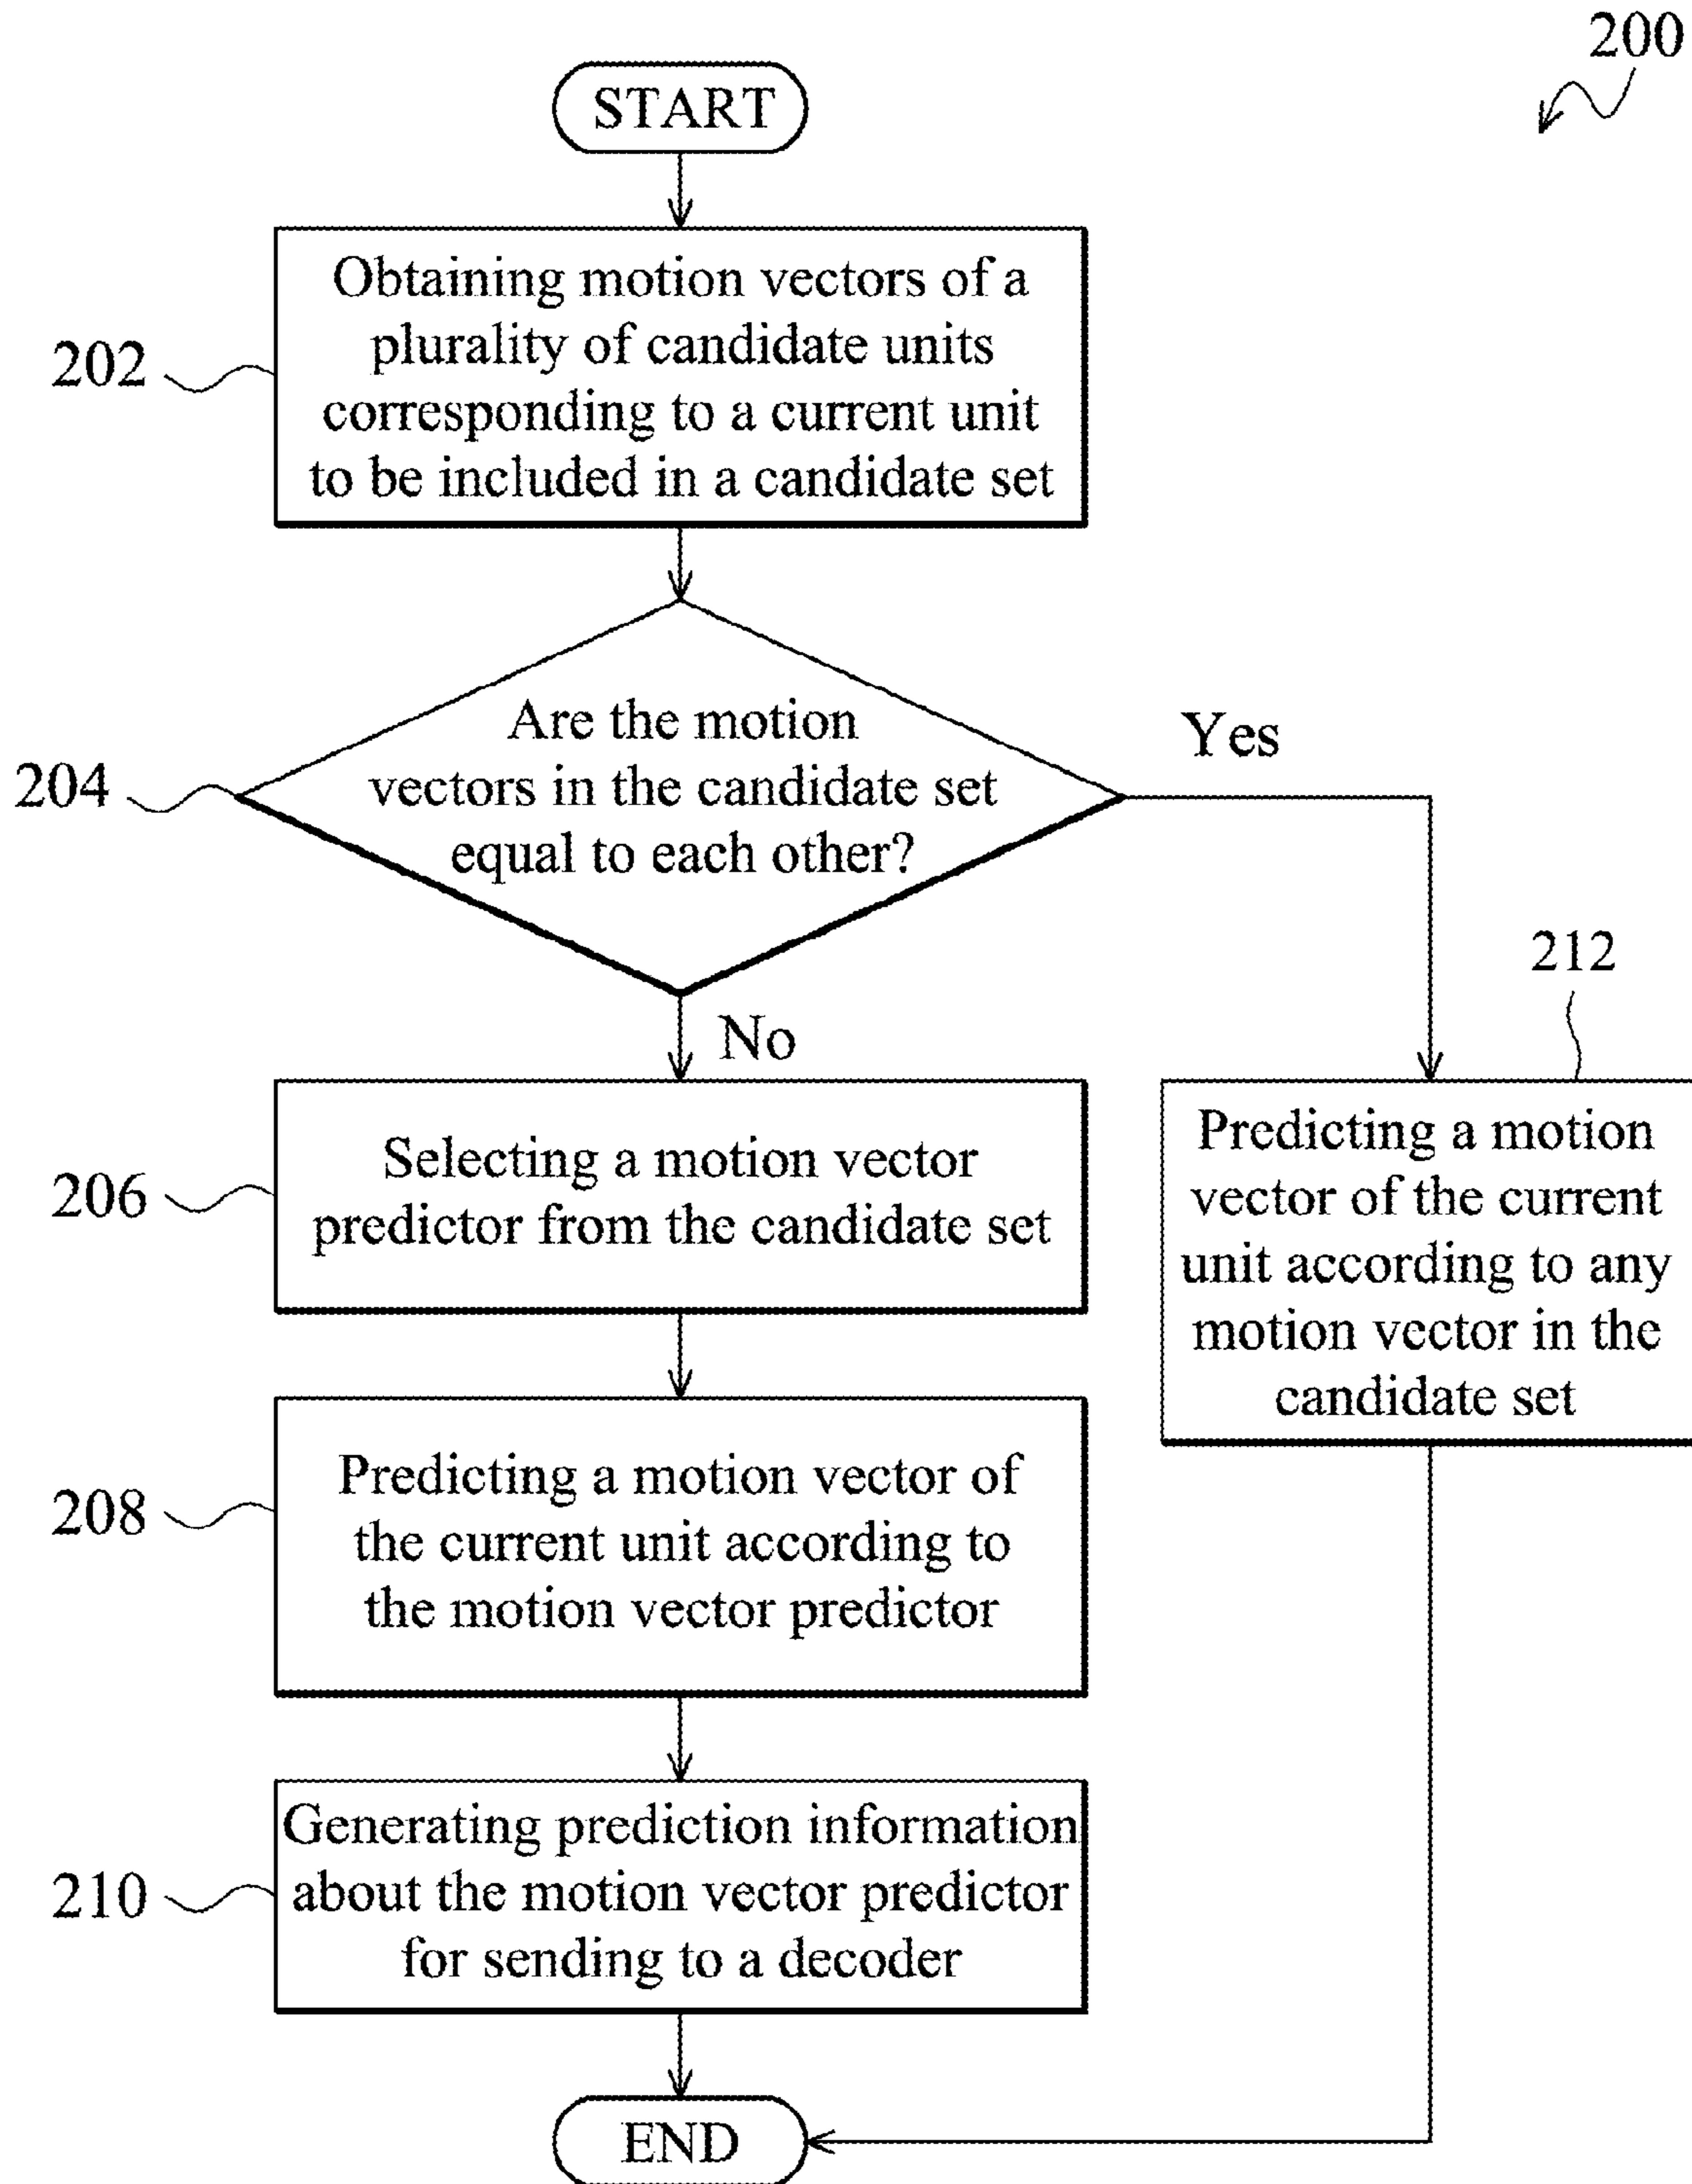 200
START
202
Obtaining motion vectors of a
plurality of candidate units
corresponding to a current unit
to be included in a candidate set
204
Are the motion
vectors in the candidate set
equal to each other?
Yes
No
212
Predicting a motion
vector of the current
unit according to any
motion vector in the
candidate set
206
Selecting a motion vector
predictor from the candidate set
208
Predicting a motion vector of
the current unit according to
the motion vector predictor
210
Generating prediction information
about the motion vector predictor
for sending to a decoder
END